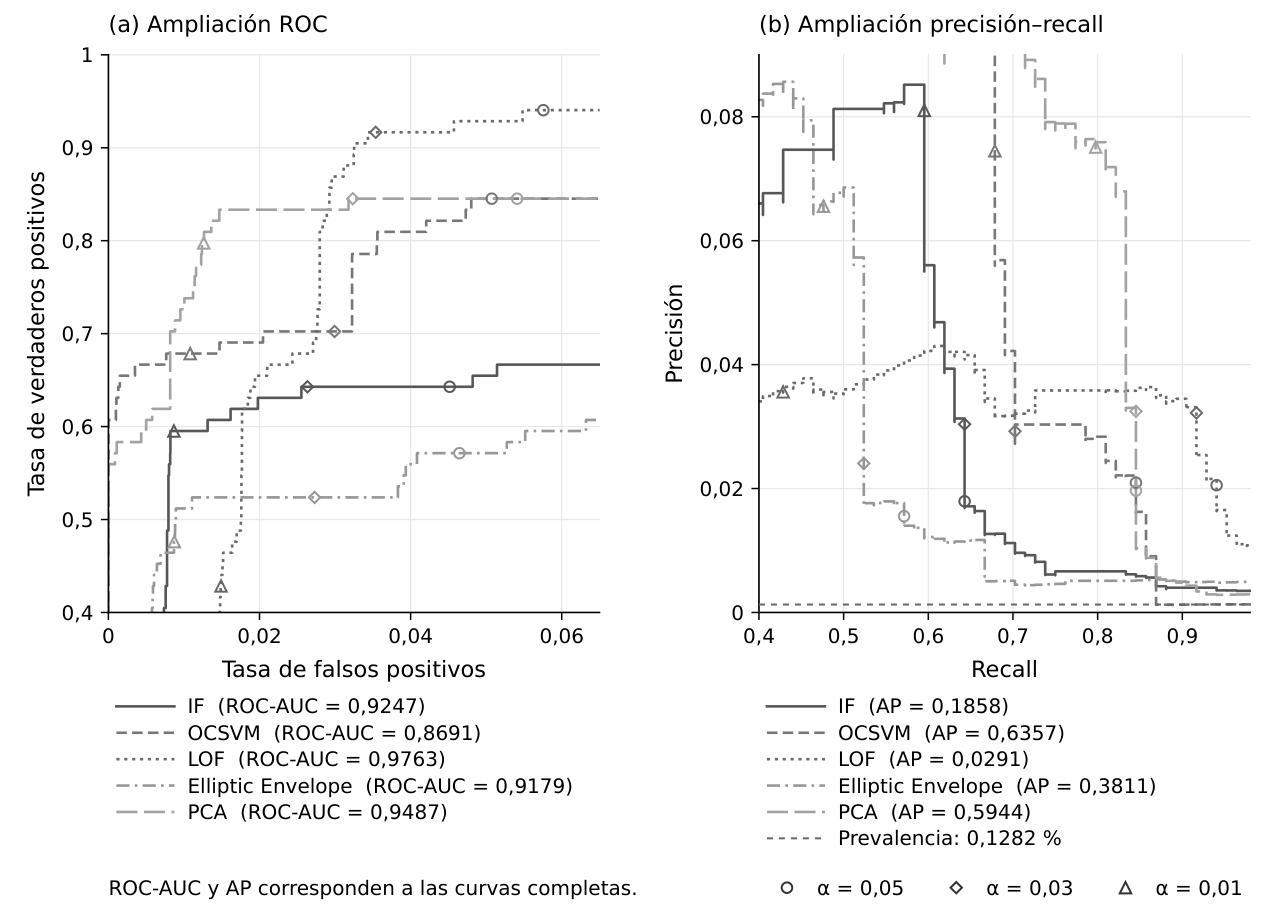 (a) Ampliación ROC
Tasa de verdaderos positivos
1
0,9
0,8
0,7
0,6
0,5
0,4
0
0,02
0,04
0,06
Tasa de falsos positivos
IF (ROC-AUC = 0,9247)
OCSVM (ROC-AUC = 0,8691)
LOF (ROC-AUC = 0,9763)
Elliptic Envelope (ROC-AUC = 0,9179)
PCA (ROC-AUC = 0,9487)
(b) Ampliación precisión–recall
Precisión
0,08
0,06
0,04
0,02
0
0,4
0,5
0,6
0,7
0,8
0,9
Recall
IF (AP = 0,1858)
OCSVM (AP = 0,6357)
LOF (AP = 0,0291)
Elliptic Envelope (AP = 0,3811)
PCA (AP = 0,5944)
Prevalencia: 0,1282 %
ROC-AUC y AP corresponden a las curvas completas.
α = 0,05
α = 0,03
α = 0,01